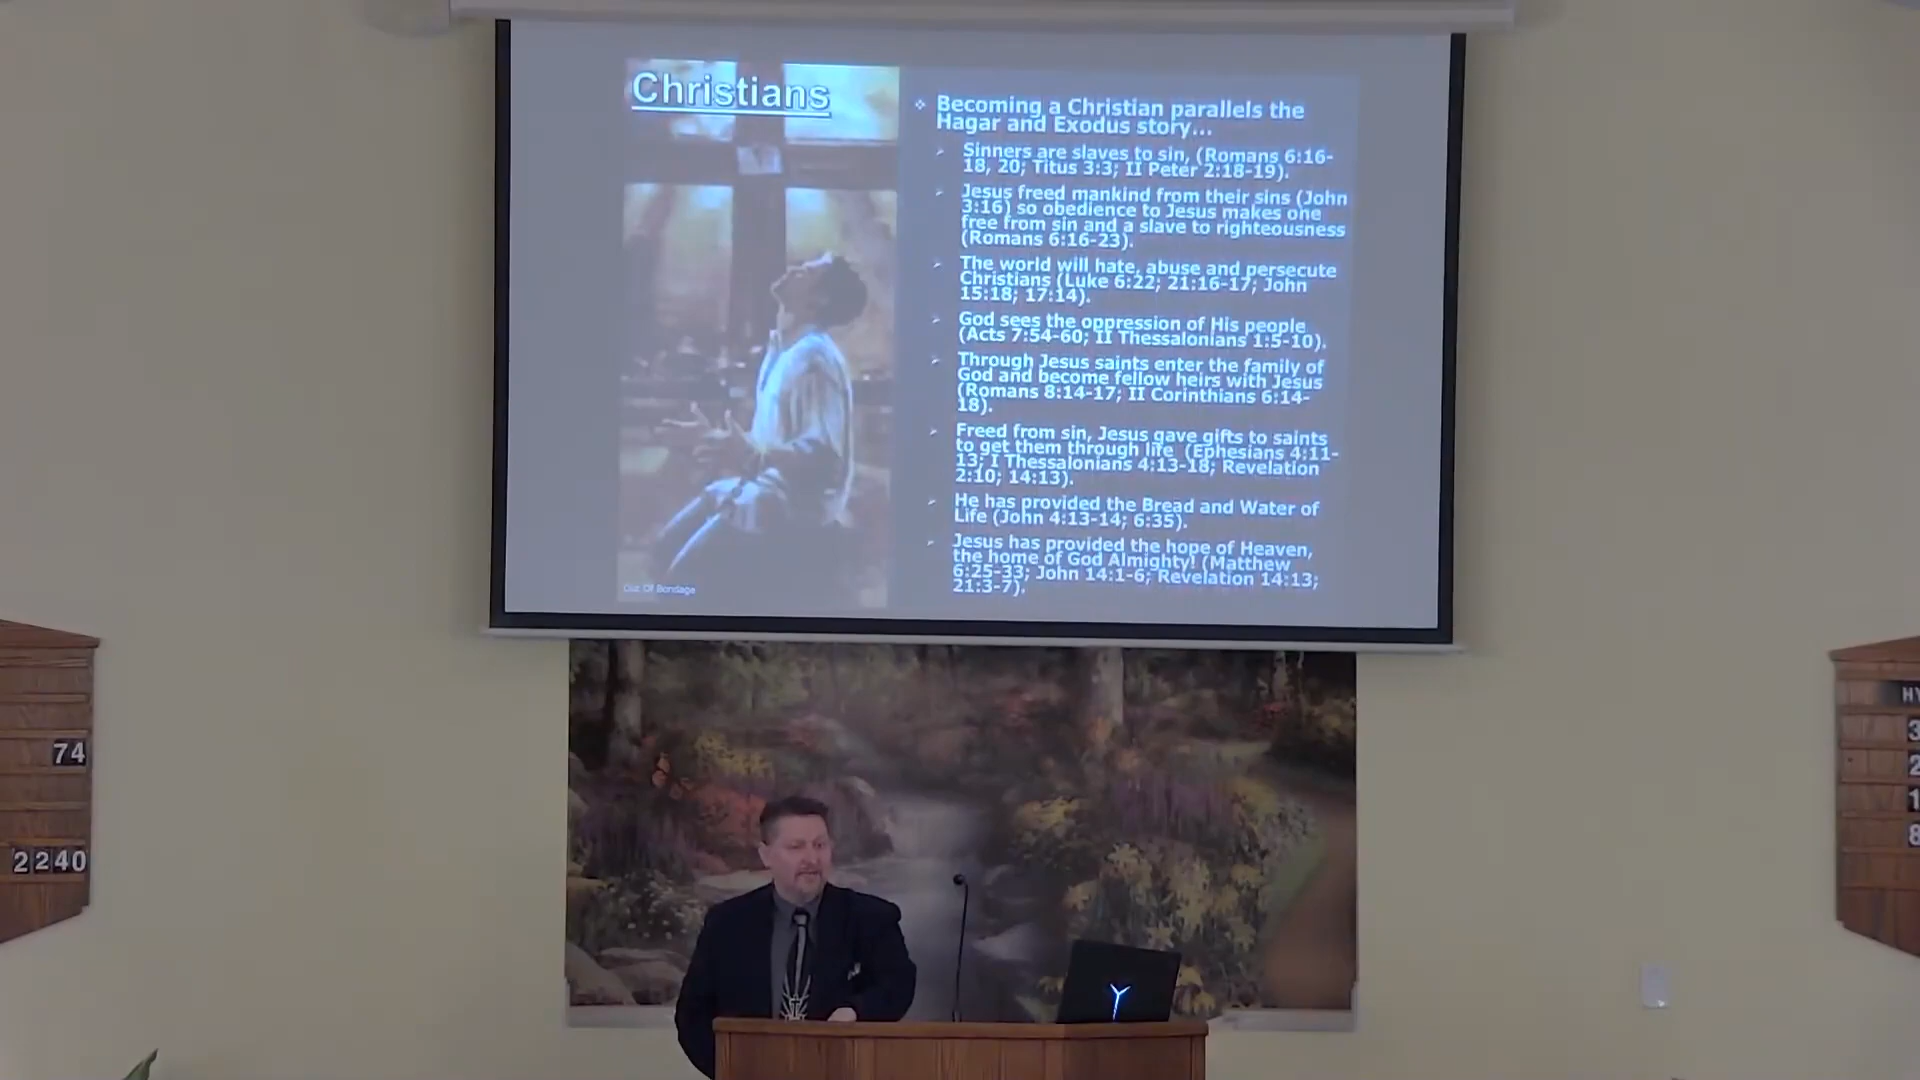 Christians
Becoming a Christian parallels the
Hagar and Exodus story...
Sinners are slaves to sin, (Romans 6:16-
18, 20; Titus 3:3; II Peter 2:18-19).
Jesus freed mankind from their sins (John
3:16) so obedience to Jesus makes one
free from sin and a slave to righteousness
(Romans 6:16-23).
The world will hate, abuse and persecute
Christians (Luke 6:22; 21:16-17; John
15:18; 17:14).
God sees the oppression of His people
(Acts 7:54-60; II Thessalonians 1:5-10).
Through Jesus saints enter the family of
God and become fellow heirs with Jesus
(Romans 8:14-17; II Corinthians 6:14-
18).
Freed from sin, Jesus gave gifts to saints
to get them through life (Ephesians 4:11-
13; I Thessalonians 4:13-18; Revelation
2:10; 14:13).
He has provided the Bread and Water of
Life (John 4:13-14; 6:35).
Jesus has provided the hope of Heaven,
the home of God Almighty! (Matthew
6:25-33; John 14:1-6; Revelation 14:13;
21:3-7).
Out Of Bondage
74
2240
HY
3
2
1
8